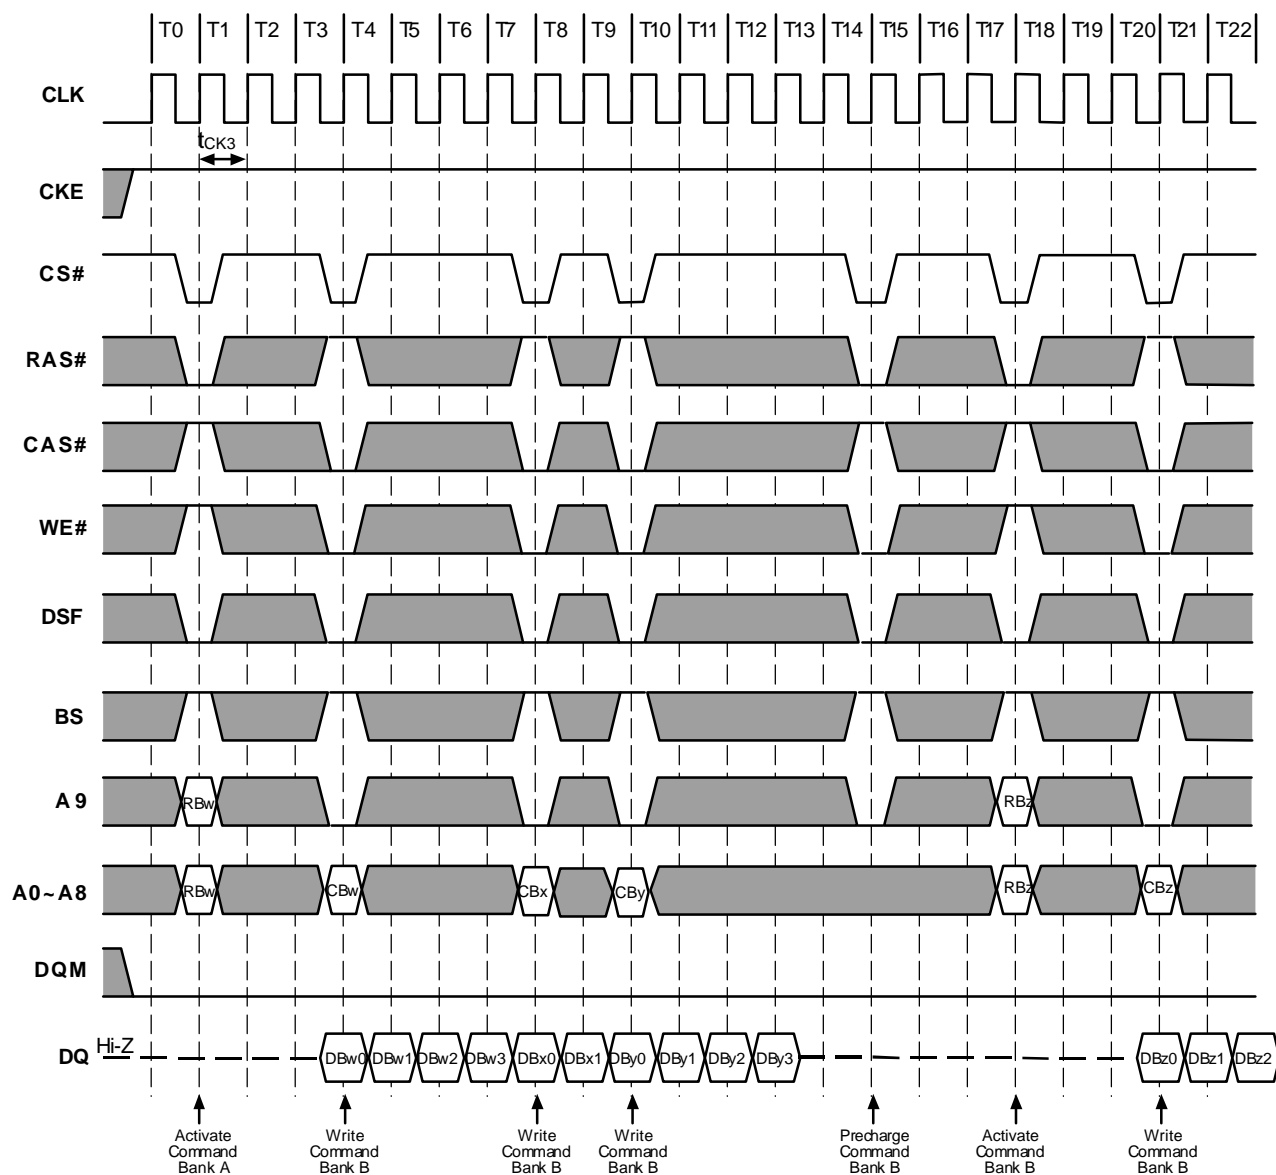 T0 T1 T2 T3 T4 T5 T6 T7 T8 T9 T10 T11 T12 T13 T14 T15 T16 T17 T18 T19 T20 T21 T22
CLK
tCK3
CKE
CS#
RAS#
CAS#
WE#
DSF
BS
A9 RBw RBz
A0~A8 RBw CBw CBx CBy RBz CBz
DQM
DQ Hi-Z DBw0 DBw1 DBw2 DBw3 DBx0 DBx1 DBy0 DBy1 DBy2 DBy3 DBz0 DBz1 DBz2
Activate Write Write Write Precharge Activate Write
Command Command Command Command Command Command Command
Bank A Bank B Bank B Bank B Bank B Bank B Bank B